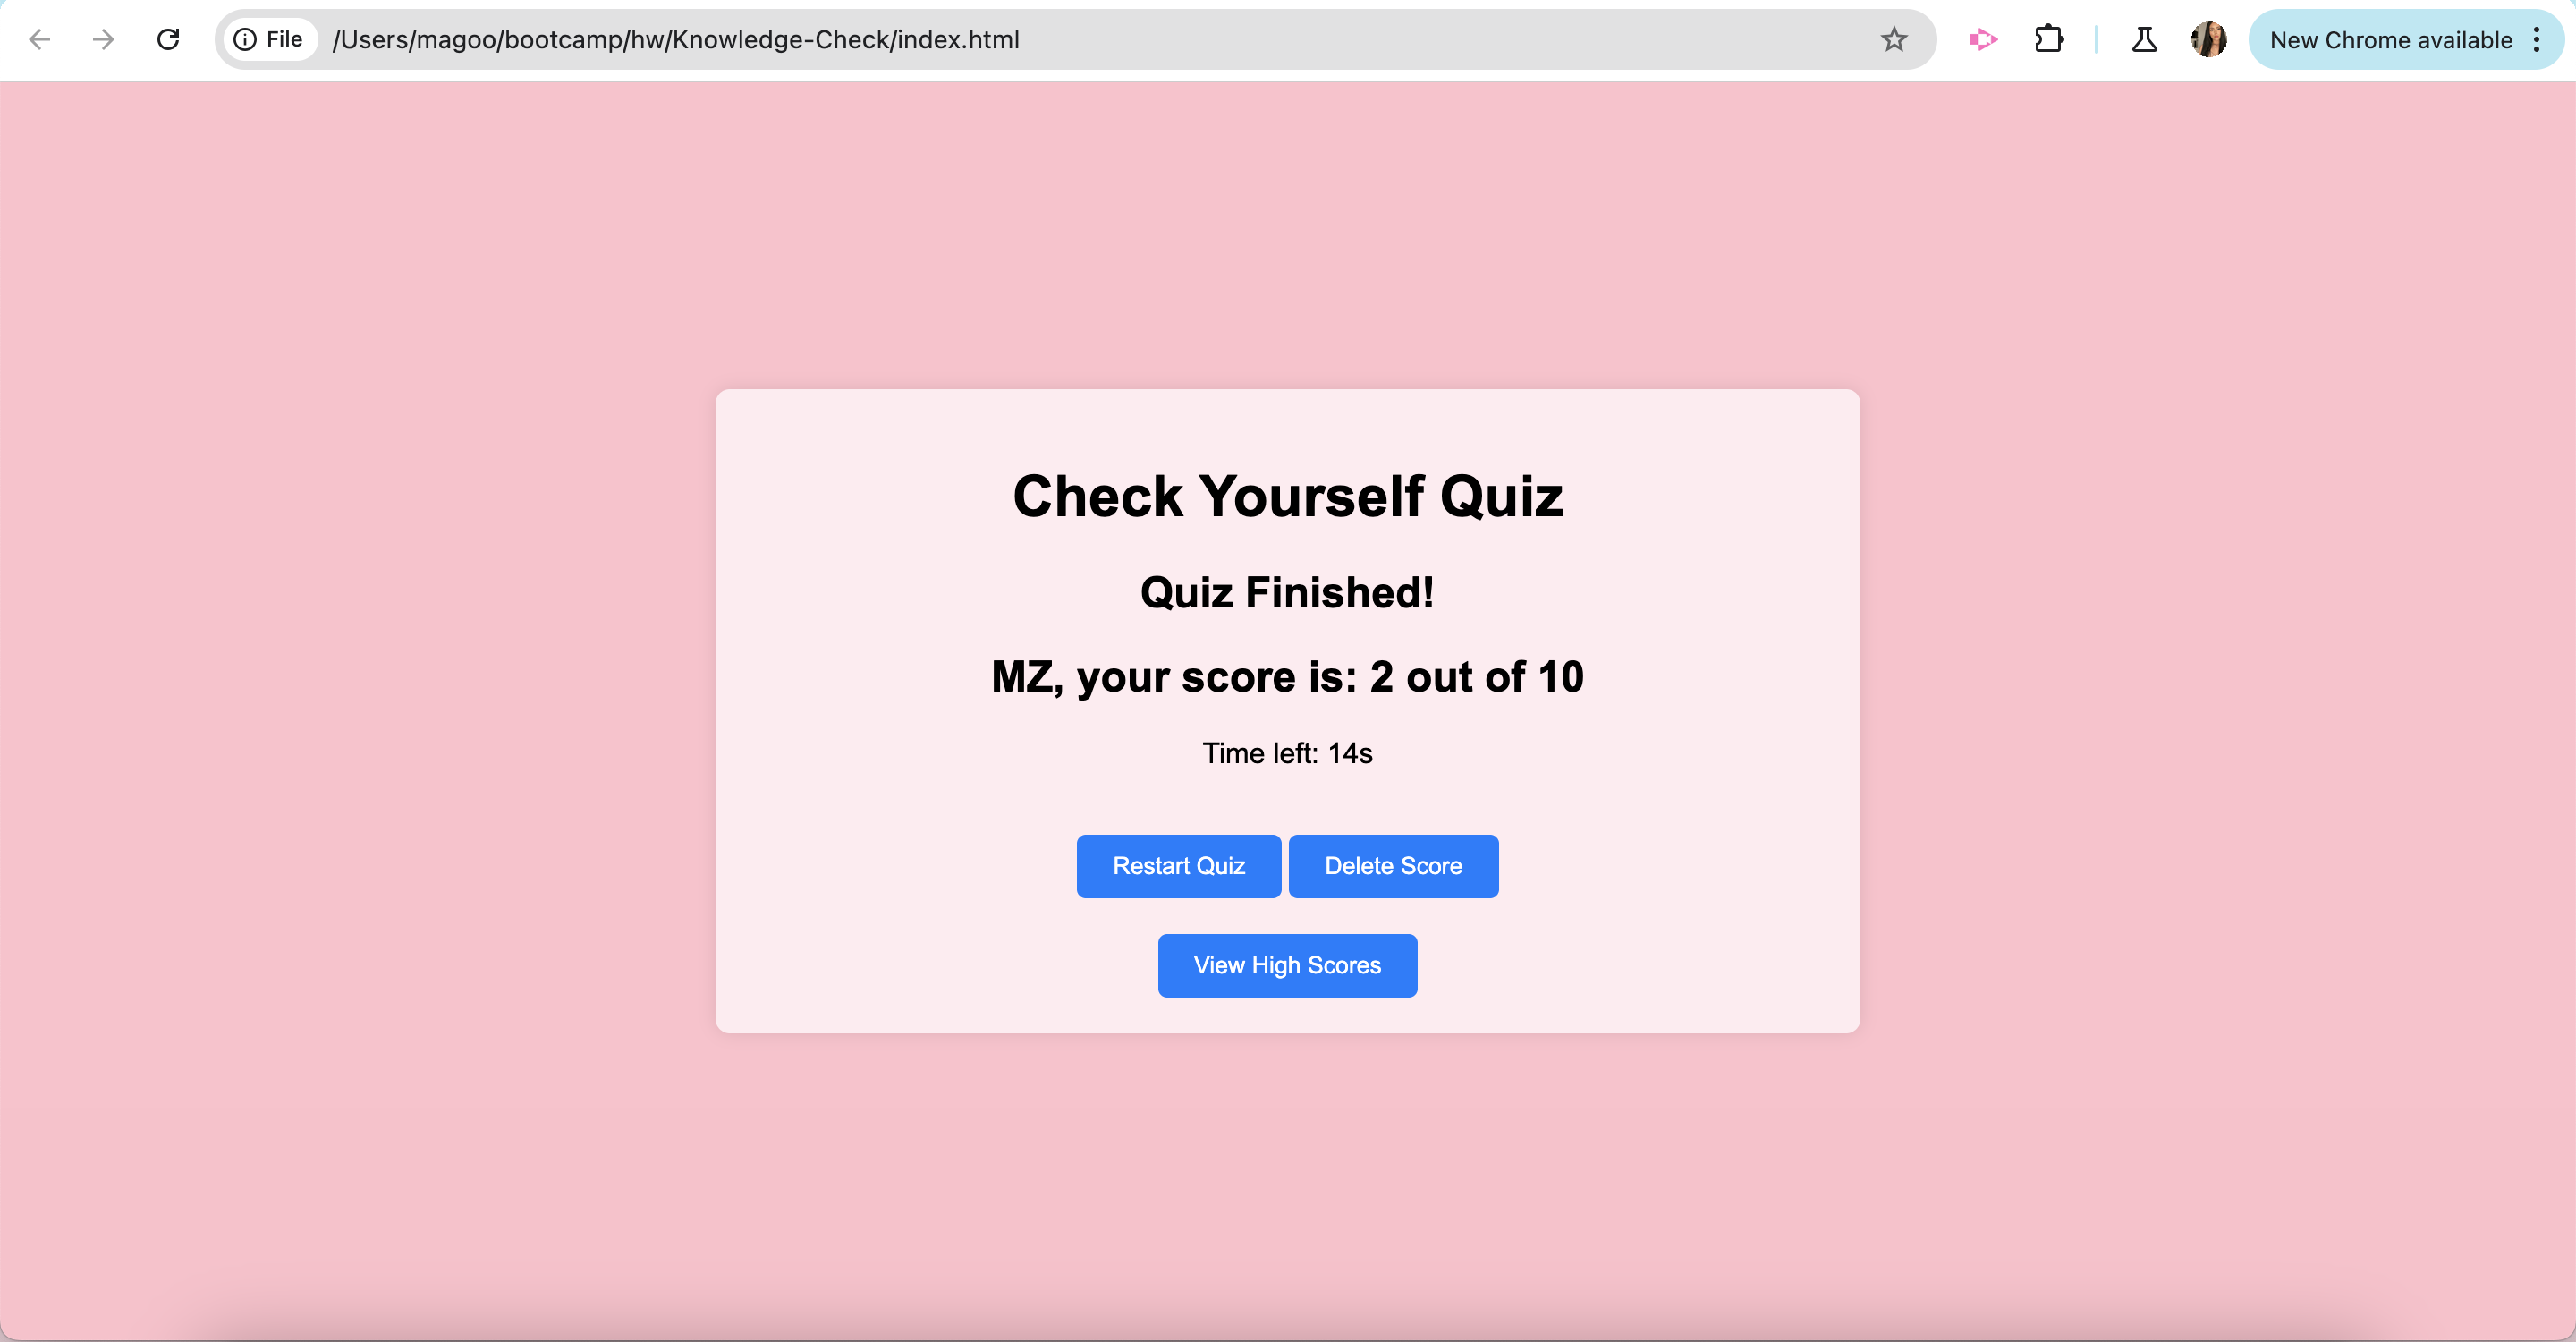 File /Users/magoo/bootcamp/hw/Knowledge-Check/index.html New Chrome available
Check Yourself Quiz
Quiz Finished!
MZ, your score is: 2 out of 10
Time left: 14s
Restart Quiz Delete Score
View High Scores